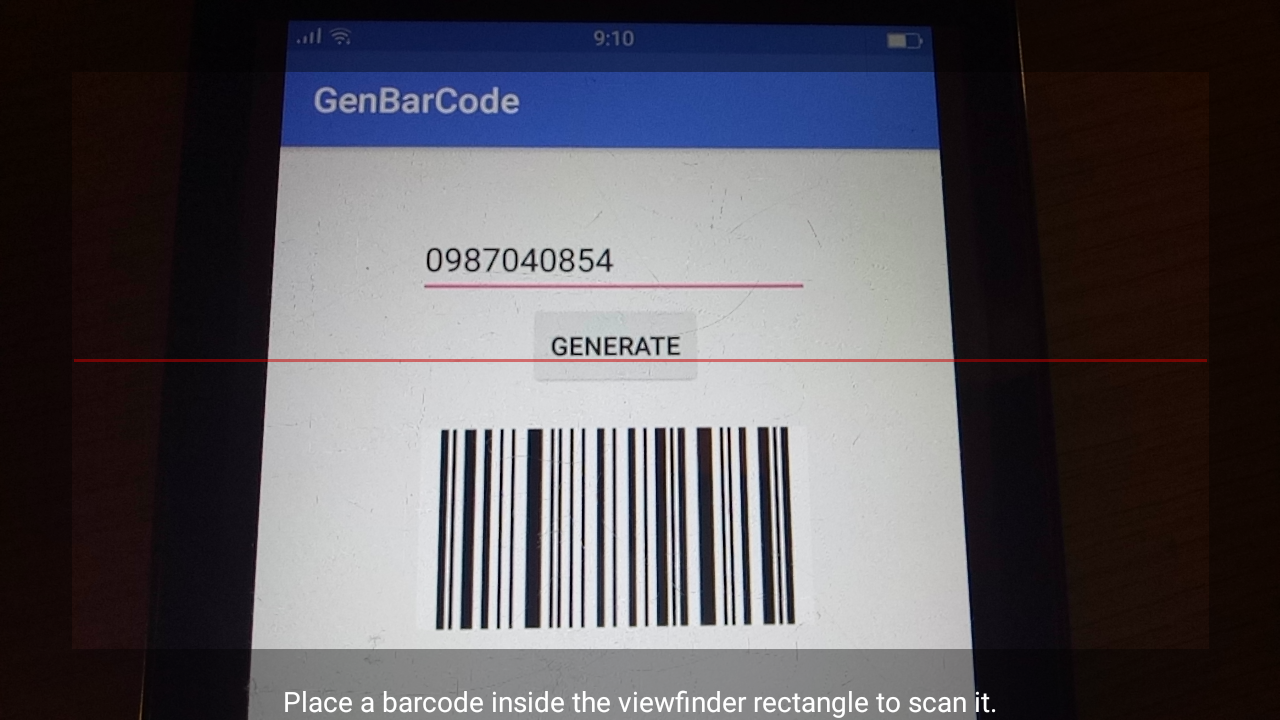 9:10
GenBarCode
0987040854
GENERATE
Place a barcode inside the viewfinder rectangle to scan it.